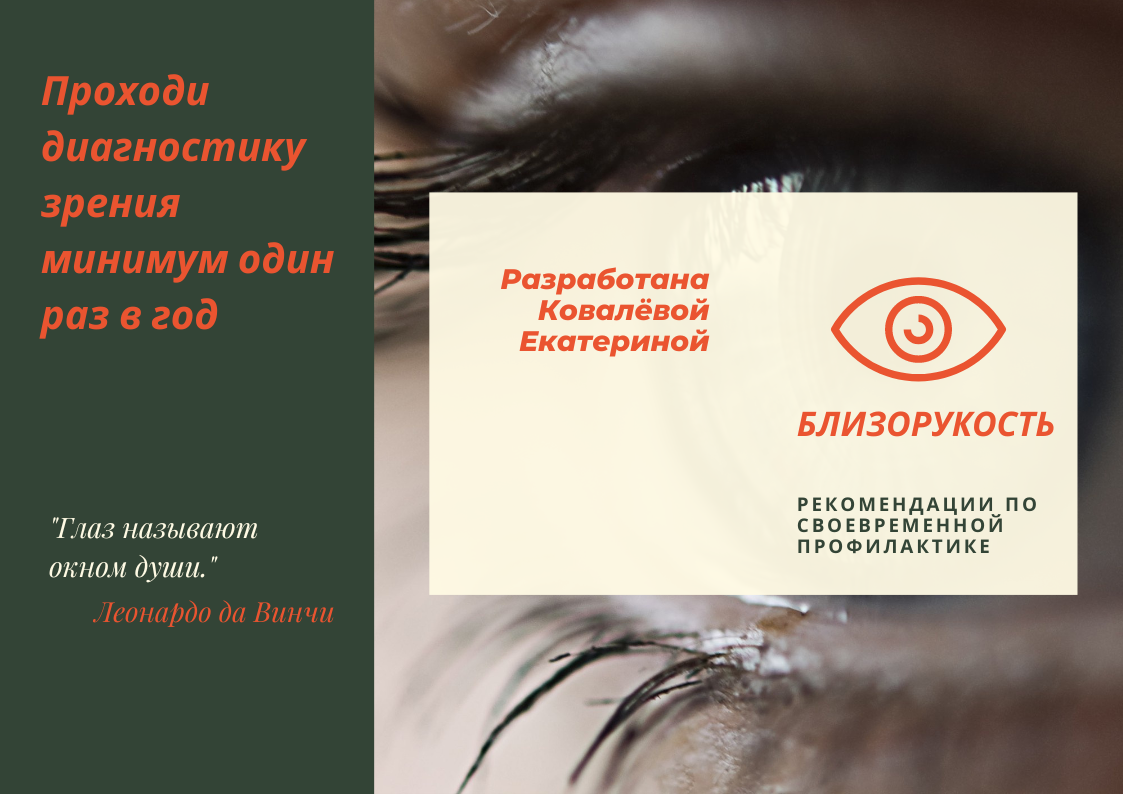 Проходи
диагностику
зрения
минимум один
раз в год
"Глаз называют
окном души."
Леонардо да Винчи
Разработана
Ковалёвой
Екатериной
БЛИЗОРУКОСТЬ
РЕКОМЕНДАЦИИ ПО
СВОЕВРЕМЕННОЙ
ПРОФИЛАКТИКЕ